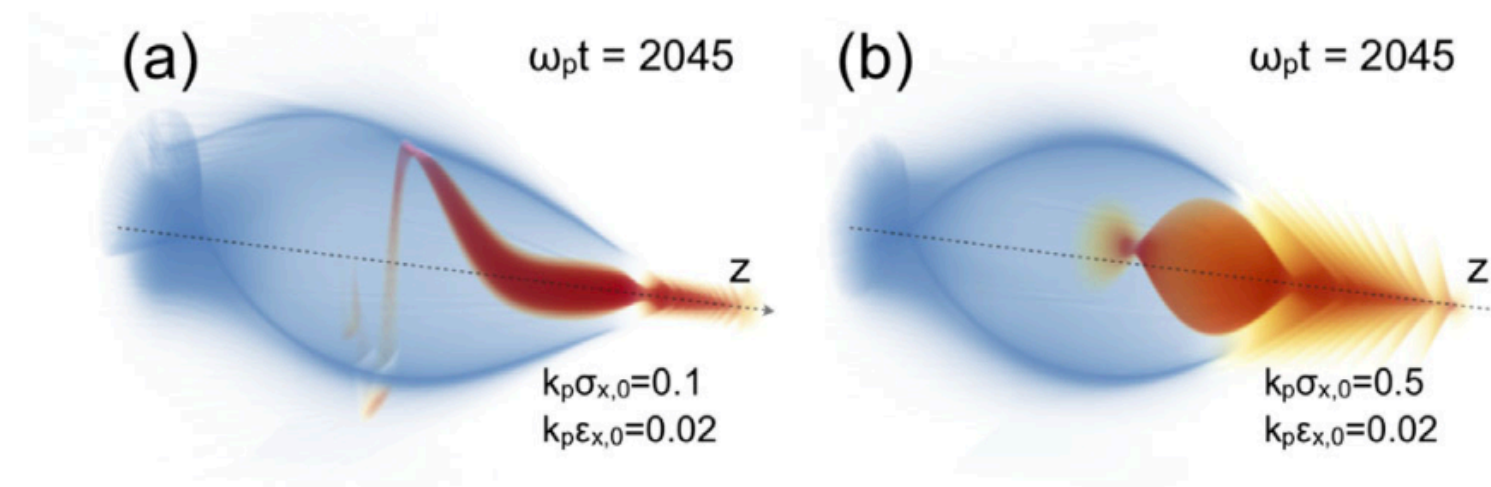 (a)
ωₚt = 2045
z
kₚσₓ,₀=0.1
kₚεₓ,₀=0.02
(b)
ωₚt = 2045
z
kₚσₓ,₀=0.5
kₚεₓ,₀=0.02